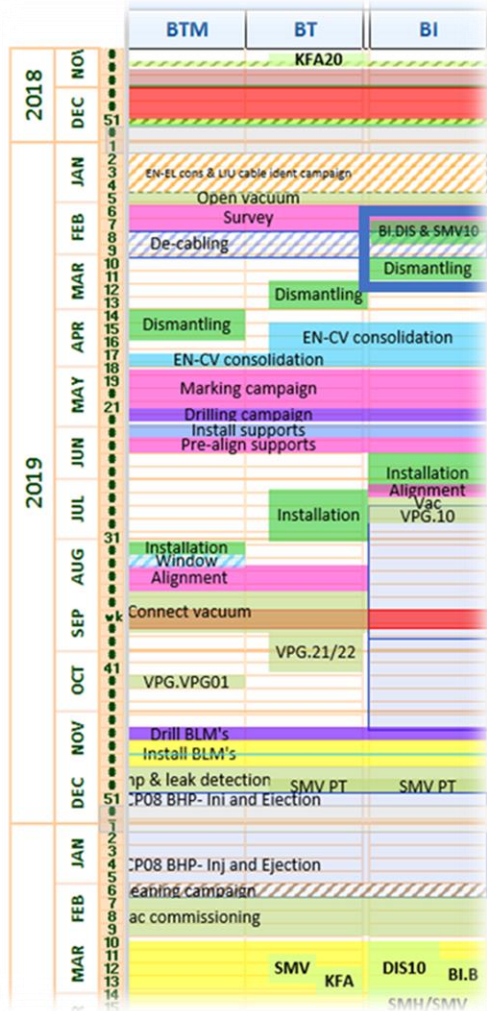 BTM BT BI
2018
NOV
KFA20
DEC
51
1
2019
JAN
2
3
4
5
EN-EL cons & LIU cable ident campaign
Open vacuum
FEB
6
7
8
9
Survey
BI.DIS & SMV10
De-cabling
MAR
10
11
12
13
Dismantling
Dismantling
APR
14
15
16
17
Dismantling
EN-CV consolidation
EN-CV consolidation
MAY
18
19
21
Marking campaign
Drilling campaign
Install supports
JUN
Pre-align supports
Installation
Alignment
Vac
VPG.10
JUL
Installation
31
AUG
Installation
Window
Alignment
SEP
wk
Connect vacuum
VPG.21/22
41
OCT
VPG.VPG01
NOV
Drill BLM's
Install BLM's
DEC
np & leak detection
SMV PT
SMV PT
51
CP08 BHP- Ini and Ejection
1
JAN
2
3
4
5
CP08 BHP- Inj and Ejection
FEB
6
7
8
9
eaning campaign
ac commissioning
MAR
10
11
12
13
14
SMV
KFA
DIS10
BI.B
SMH/SMV